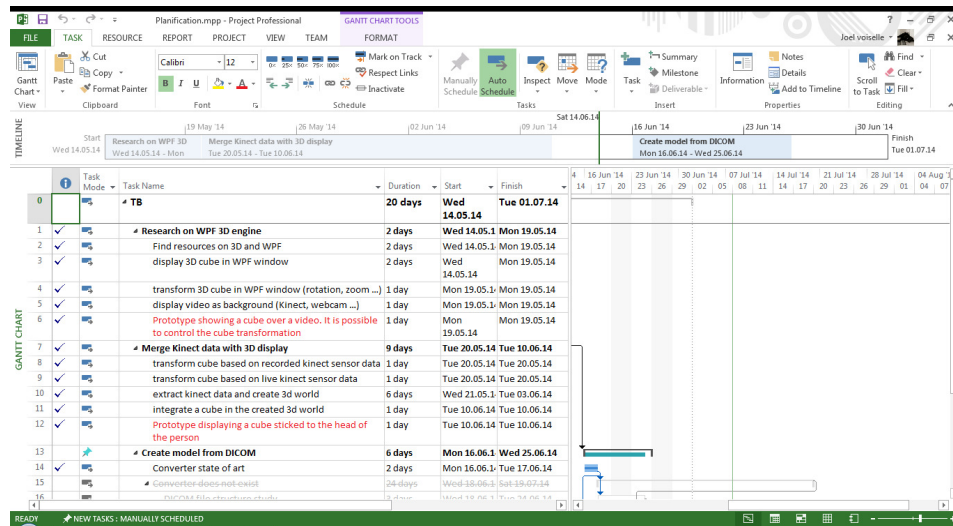 Planification.mpp - Project Professional
GANTT CHART TOOLS
FILE TASK RESOURCE REPORT PROJECT VIEW TEAM FORMAT
Joel voiselle
Gantt Chart
View
Paste
Cut
Copy
Format Painter
Clipboard
Calibri 12
B I U
Font
0% 25% 50% 75% 100%
Mark on Track
Respect Links
Inactivate
Schedule
Manually Schedule
Auto Schedule
Inspect Move Mode
Tasks
Task
Summary
Milestone
Deliverable
Insert
Information
Notes
Details
Add to Timeline
Properties
Scroll to Task
Find
Clear
Fill
Editing
TIMELINE
Sat 14.06.14
19 May '14 26 May '14 02 Jun '14 09 Jun '14 16 Jun '14 23 Jun '14 30 Jun '14
Start
Wed 14.05.14
Research on WPF 3D
Wed 14.05.14 - Mon
Merge Kinect data with 3D display
Tue 20.05.14 - Tue 10.06.14
Create model from DICOM
Mon 16.06.14 - Wed 25.06.14
Finish
Tue 01.07.14
GANTT CHART
Task Mode Task Name Duration Start Finish
4 16 Jun '14 23 Jun '14 30 Jun '14 07 Jul '14 14 Jul '14 21 Jul '14 28 Jul '14 04 Aug '1
14 17 20 23 26 29 02 05 08 11 14 17 20 23 26 29 01 04 07
0 TB 20 days Wed 14.05.14 Tue 01.07.14
1 Research on WPF 3D engine 2 days Wed 14.05.1 Mon 19.05.14
2 Find resources on 3D and WPF 2 days Wed 14.05.1 Mon 19.05.14
3 display 3D cube in WPF window 2 days Wed 14.05.14 Mon 19.05.14
4 transform 3D cube in WPF window (rotation, zoom ...) 1 day Mon 19.05.1 Mon 19.05.14
5 display video as background (Kinect, webcam ...) 1 day Mon 19.05.1 Mon 19.05.14
6 Prototype showing a cube over a video. It is possible to control the cube transformation 1 day Mon 19.05.14 Mon 19.05.14
7 Merge Kinect data with 3D display 9 days Tue 20.05.14 Tue 10.06.14
8 transform cube based on recorded kinect sensor data 1 day Tue 20.05.14 Tue 20.05.14
9 transform cube based on live kinect sensor data 1 day Tue 20.05.14 Tue 20.05.14
10 extract kinect data and create 3d world 6 days Wed 21.05.1 Tue 03.06.14
11 integrate a cube in the created 3d world 1 day Tue 10.06.14 Tue 10.06.14
12 Prototype displaying a cube sticked to the head of the person 1 day Tue 10.06.14 Tue 10.06.14
13 Create model from DICOM 6 days Mon 16.06.1 Wed 25.06.14
14 Converter state of art 2 days Mon 16.06.1 Tue 17.06.14
15 Converter does not exist 24 days Wed 18.06.1 Sat 19.07.14
16 DICOM file structure study 3 days Wed 18.06.1 Tue 24.06.14
READY NEW TASKS : MANUALLY SCHEDULED